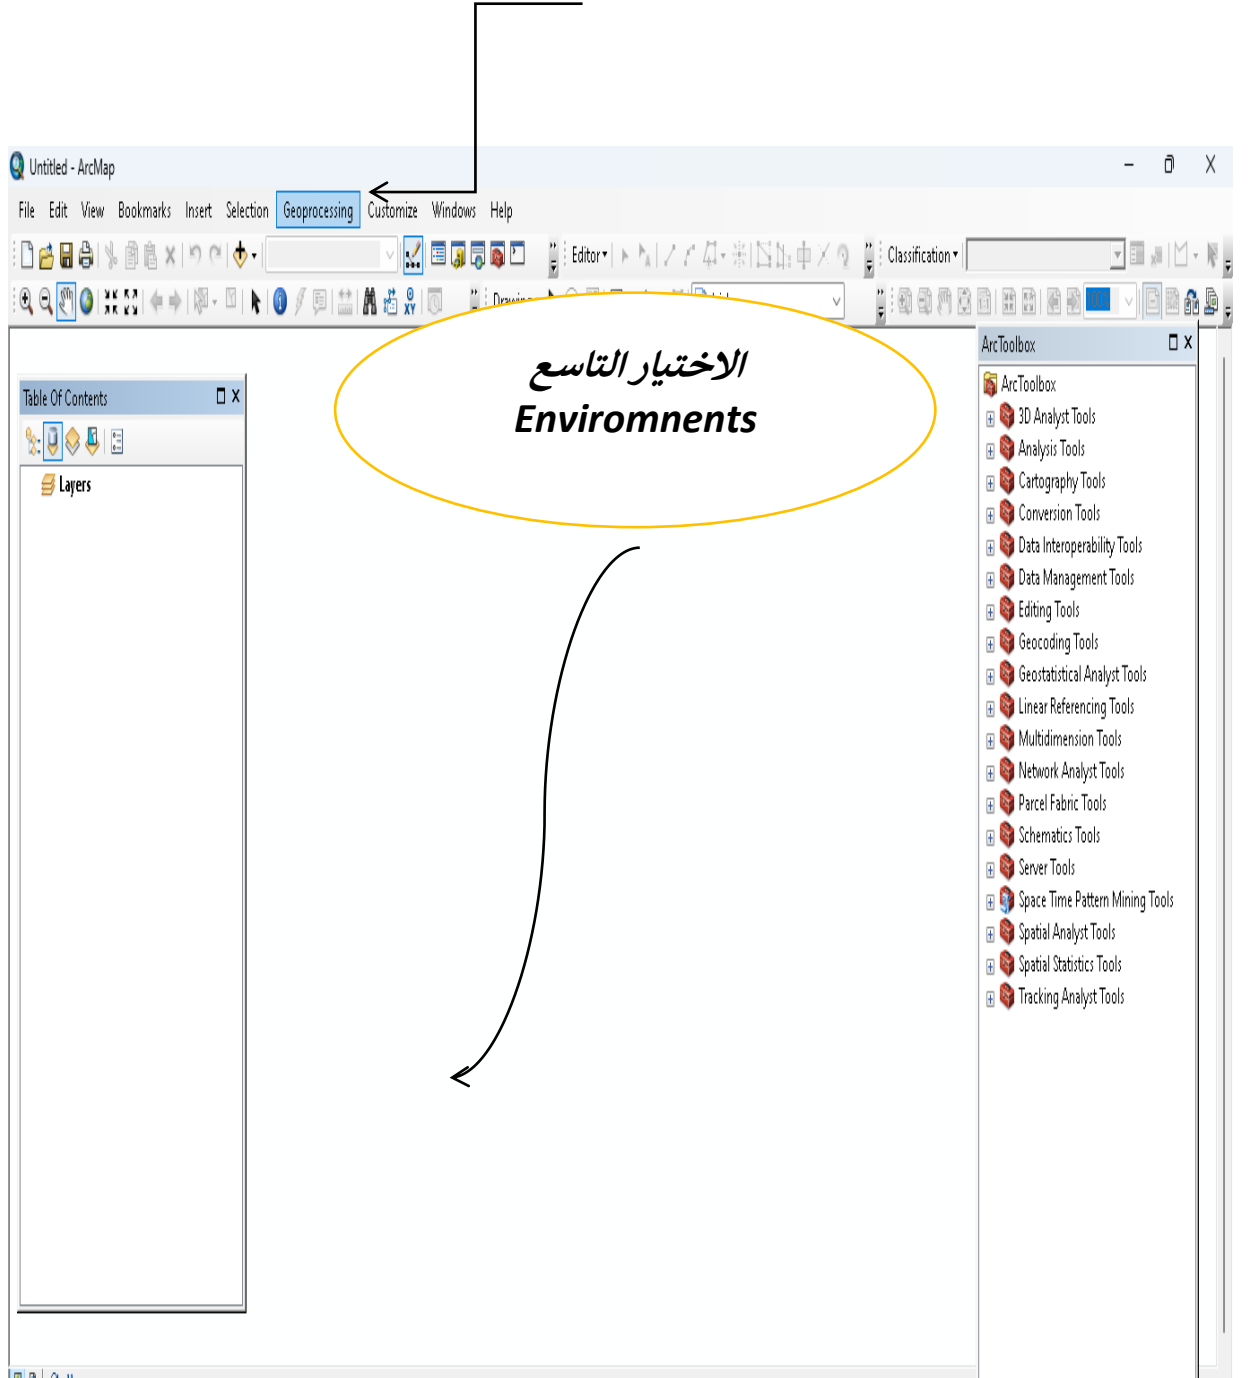 Untitled - ArcMap
File Edit View Bookmarks Insert Selection Geoprocessing Customize Windows Help
Editor Classification
XY
ArcToolbox
الاختيار التاسع
Enviromnents
Table Of Contents
Layers
ArcToolbox
3D Analyst Tools
Analysis Tools
Cartography Tools
Conversion Tools
Data Interoperability Tools
Data Management Tools
Editing Tools
Geocoding Tools
Geostatistical Analyst Tools
Linear Referencing Tools
Multidimension Tools
Network Analyst Tools
Parcel Fabric Tools
Schematics Tools
Server Tools
Space Time Pattern Mining Tools
Spatial Analyst Tools
Spatial Statistics Tools
Tracking Analyst Tools